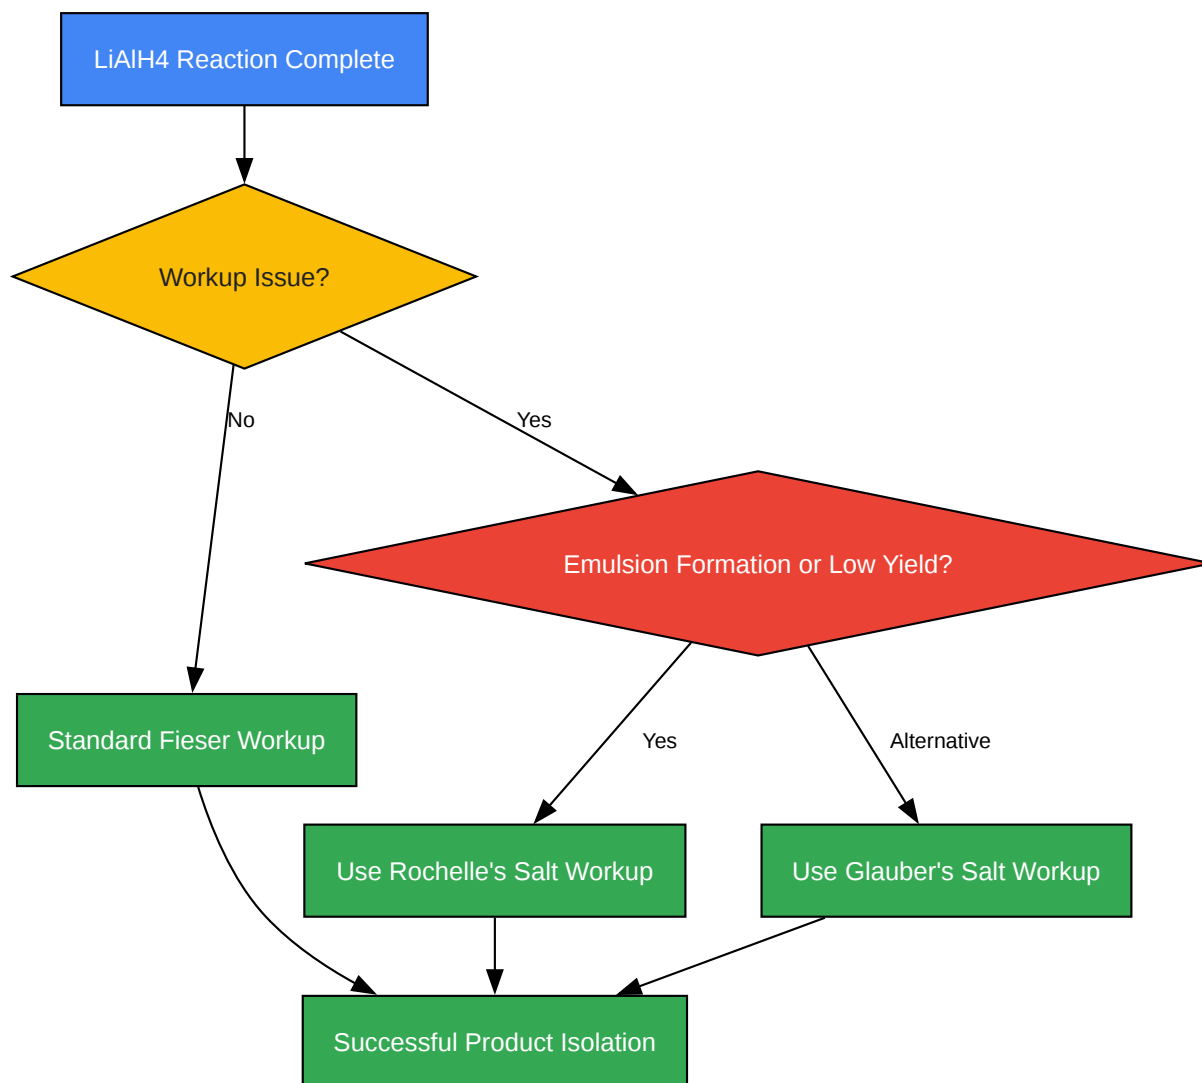 LiAlH4 Reaction Complete
Workup Issue?
No
Yes
Emulsion Formation or Low Yield?
Standard Fieser Workup
Yes
Alternative
Use Rochelle's Salt Workup
Use Glauber's Salt Workup
Successful Product Isolation